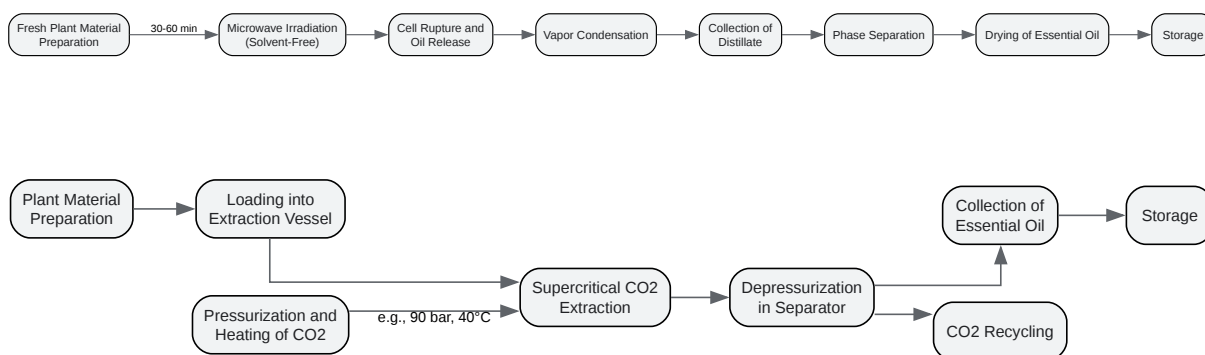 Fresh Plant Material
Preparation
30-60 min
Microwave Irradiation
(Solvent-Free)
Cell Rupture and
Oil Release
Vapor Condensation
Collection of
Distillate
Phase Separation
Drying of Essential Oil
Storage
Plant Material
Preparation
Loading into
Extraction Vessel
Pressurization and
Heating of CO2
e.g., 90 bar, 40°C
Supercritical CO2
Extraction
Depressurization
in Separator
Collection of
Essential Oil
Storage
CO2 Recycling